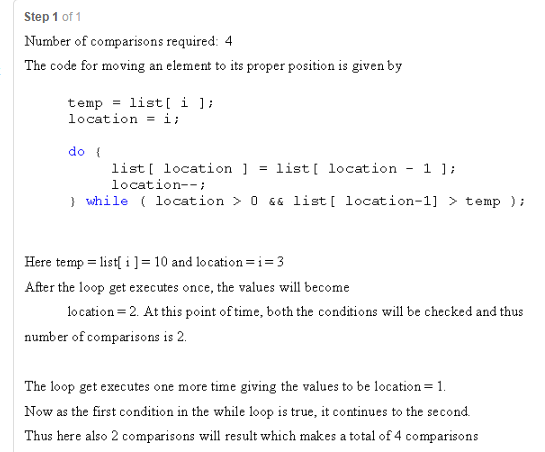 Step 1 of 1
Number of comparisons required: 4
The code for moving an element to its proper position is given by
temp = list[ i ];
location = i;
do {
list[ location ] = list[ location - 1 ];
location--;
} while ( location > 0 && list[ location-1] > temp );
Here temp = list[ i ]= 10 and location = i= 3
After the loop get executes once, the values will become
location = 2. At this point of time, both the conditions will be checked and thus
number of comparisons is 2.
The loop get executes one more time giving the values to be location = 1.
Now as the first condition in the while loop is true, it continues to the second.
Thus here also 2 comparisons will result which makes a total of 4 comparisons